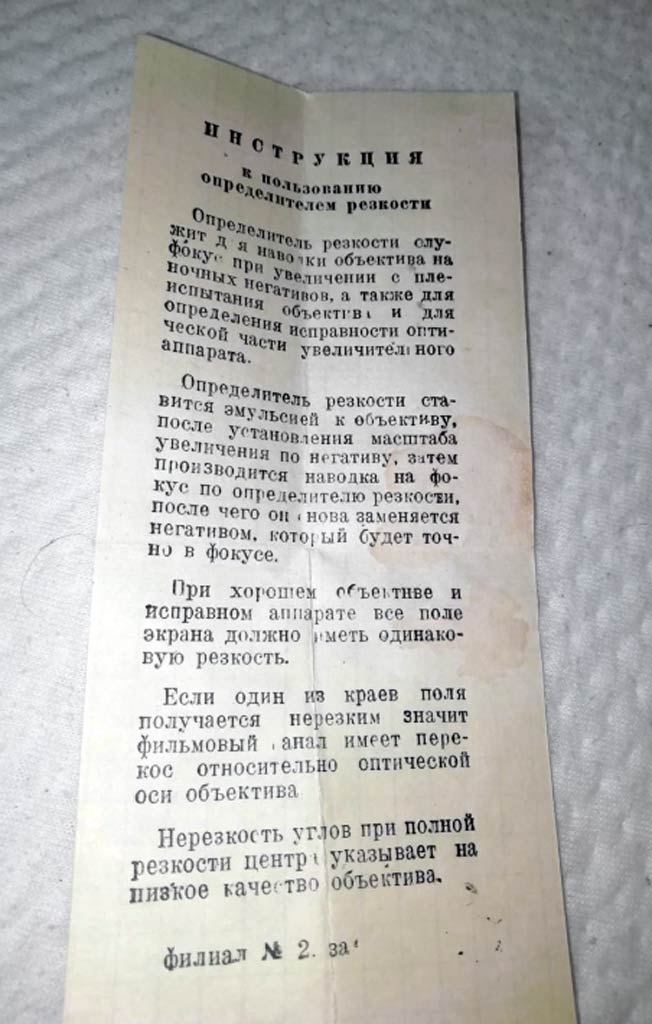 ИНСТРУКЦИЯ
к пользованию
определителем резкости
Определитель резкости слу-
жит для наводки объектива на
фокус при увеличении с пле-
ночных негативов, а также для
испытания объектива и для
определения исправности опти-
ческой части увеличительного
аппарата.
Определитель резкости ста-
вится эмульсией к объективу,
после установления масштаба
увеличения по негативу, затем
производится наводка на фо-
кус по определителю резкости,
после чего он снова заменяется
негативом, который будет точ-
но в фокусе.
При хорошем объективе и
исправном аппарате все поле
экрана должно иметь одинако-
вую резкость.
Если один из краев поля
получается нерезким значит
фильмовый канал имеет пере-
кос относительно оптической
оси объектива
Нерезкость углов при полной
резкости центра указывает на
низкое качество объектива.
филиал № 2.